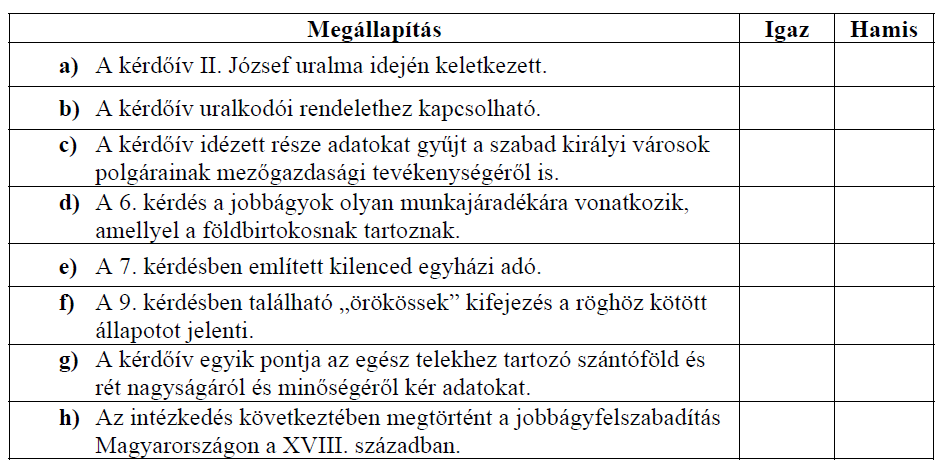 Megállapítás Igaz Hamis
a) A kérdőív II. József uralma idején keletkezett.
b) A kérdőív uralkodói rendelethez kapcsolható.
c) A kérdőív idézett része adatokat gyűjt a szabad királyi városok
polgárainak mezőgazdasági tevékenységéről is.
d) A 6. kérdés a jobbágyok olyan munkajáradékára vonatkozik,
amellyel a földbirtokosnak tartoznak.
e) A 7. kérdésben említett kilenced egyházi adó.
f) A 9. kérdésben található „örökössek” kifejezés a röghöz kötött
állapotot jelenti.
g) A kérdőív egyik pontja az egész telekhez tartozó szántóföld és
rét nagyságáról és minőségéről kér adatokat.
h) Az intézkedés következtében megtörtént a jobbágyfelszabadítás
Magyarországon a XVIII. században.